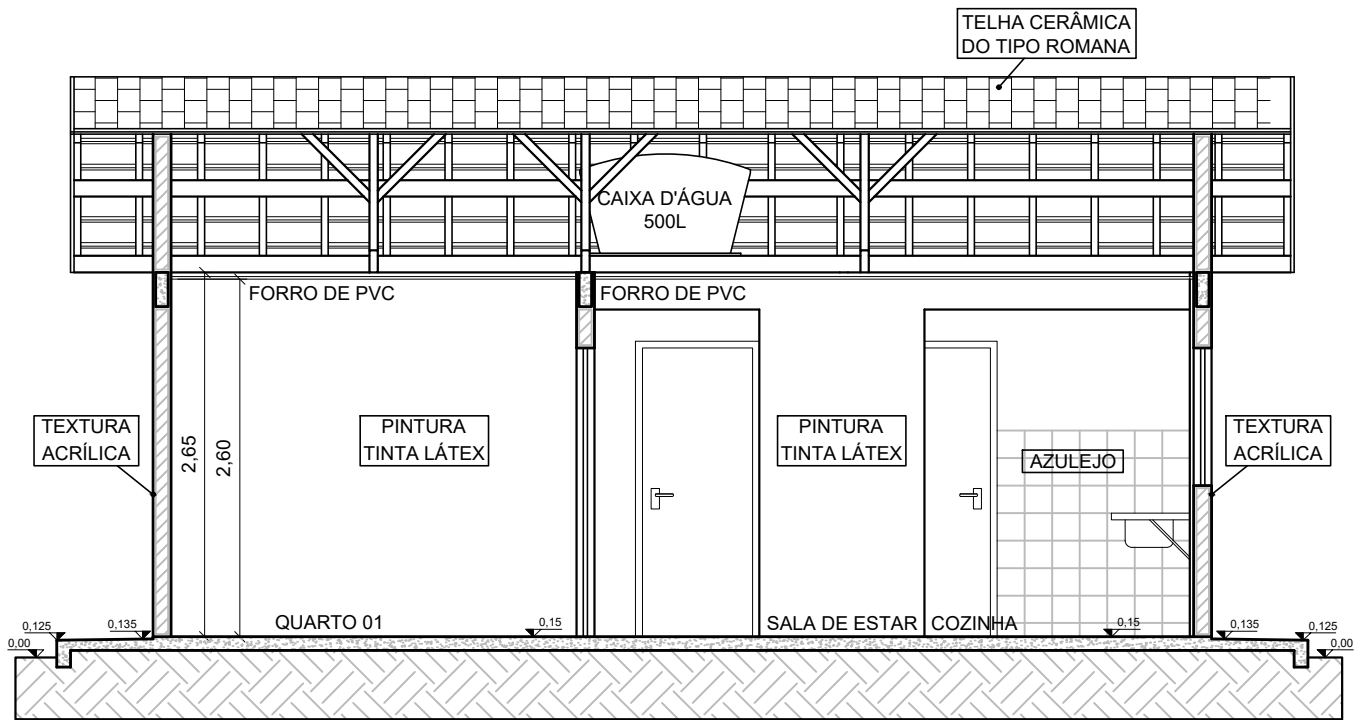 TELHA CERÂMICA
DO TIPO ROMANA
CAIXA D'ÁGUA
500L
FORRO DE PVC
FORRO DE PVC
TEXTURA
ACRÍLICA
2,65
2,60
PINTURA
TINTA LÁTEX
PINTURA
TINTA LÁTEX
AZULEJO
TEXTURA
ACRÍLICA
0,00
0,125
0,135
QUARTO 01
0,15
SALA DE ESTAR
COZINHA
0,15
0,135
0,125
0,00